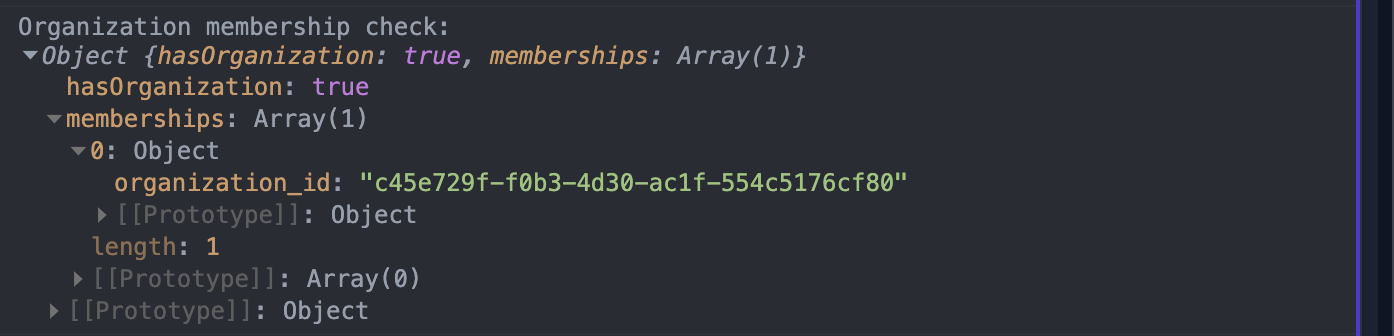 Organization membership check:
Object {hasOrganization: true, memberships: Array(1)}
hasOrganization: true
memberships: Array(1)
0: Object
organization_id: "c45e729f-f0b3-4d30-ac1f-554c5176cf80"
[[Prototype]]: Object
length: 1
[[Prototype]]: Array(0)
[[Prototype]]: Object